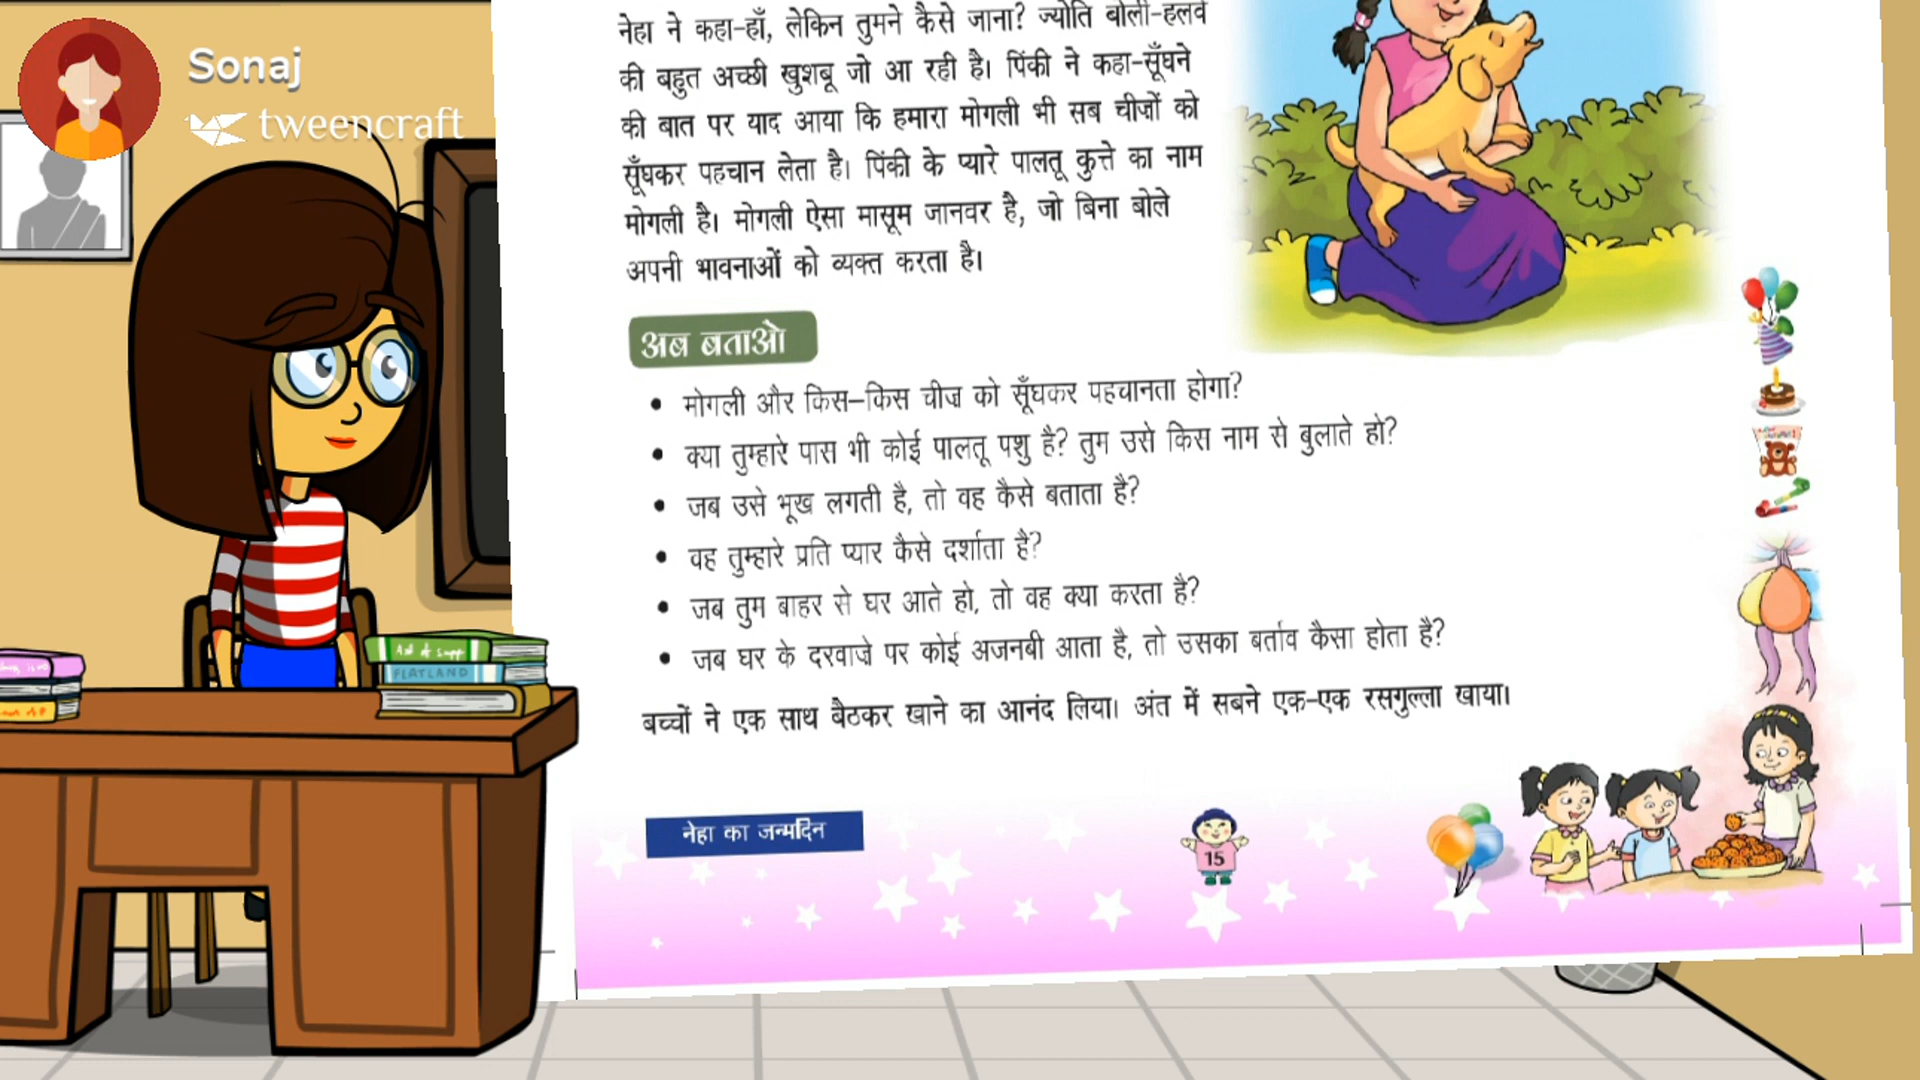 Sonaj
tweencraft
नेहा ने कहा-हाँ, लेकिन तुमने कैसे जाना? ज्योति बोली-हलवे
की बहुत अच्छी खुशबू जो आ रही है। पिंकी ने कहा-सूँघने
की बात पर याद आया कि हमारा मोगली भी सब चीज़ों को
सूँघकर पहचान लेता है। पिंकी के प्यारे पालतू कुत्ते का नाम
मोगली है। मोगली ऐसा मासूम जानवर है, जो बिना बोले
अपनी भावनाओं को व्यक्त करता है।
अब बताओ
• मोगली और किस–किस चीज़ को सूँघकर पहचानता होगा?
• क्या तुम्हारे पास भी कोई पालतू पशु है? तुम उसे किस नाम से बुलाते हो?
• जब उसे भूख लगती है, तो वह कैसे बताता है?
• वह तुम्हारे प्रति प्यार कैसे दर्शाता है?
• जब तुम बाहर से घर आते हो, तो वह क्या करता है?
• जब घर के दरवाज़े पर कोई अजनबी आता है, तो उसका बर्ताव कैसा होता है?
बच्चों ने एक साथ बैठकर खाने का आनंद लिया। अंत में सबने एक-एक रसगुल्ला खाया।
FLATLAND
नेहा का जन्मदिन
15